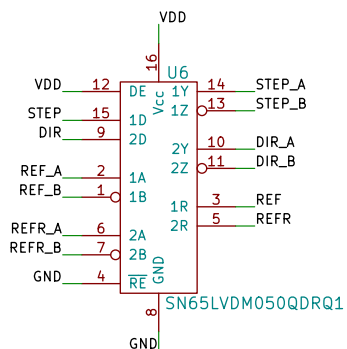 VDD
16
U6
VDD 12 DE Vcc 1Y 14 STEP_A
1Z 13 STEP_B
STEP 15 1D
DIR 9 2D
2Y 10 DIR_A
2Z 11 DIR_B
REF_A 2 1A
REF_B 1 1B
1R 3 REF
2R 5 REFR
REFR_A 6 2A
REFR_B 7 2B
GND 4 RE GND
SN65LVDM050QDRQ1
8
GND